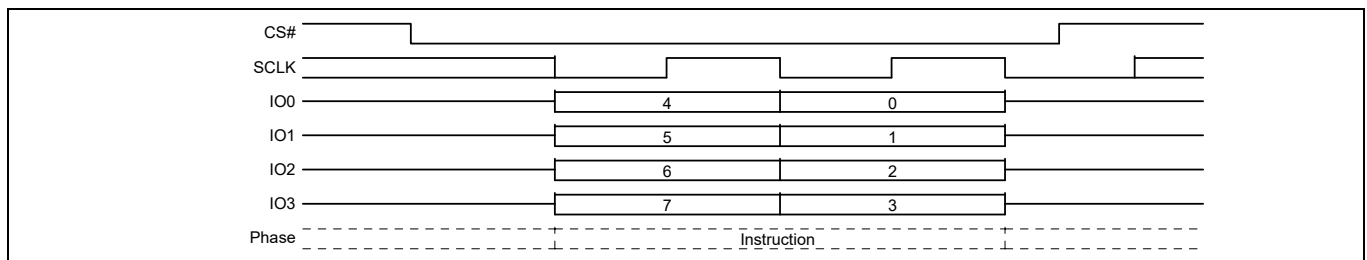 CS#
SCLK
IO0 4 0
IO1 5 1
IO2 6 2
IO3 7 3
Phase Instruction